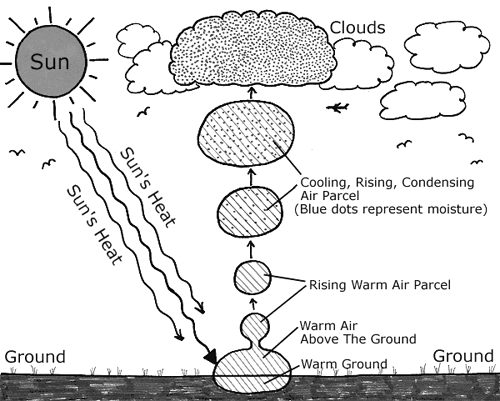 Clouds
Sun
Sun's Heat
Sun's Heat
Cooling, Rising, Condensing
Air Parcel
(Blue dots represent moisture)
Rising Warm Air Parcel
Warm Air
Above The Ground
Ground
Ground
Warm Ground